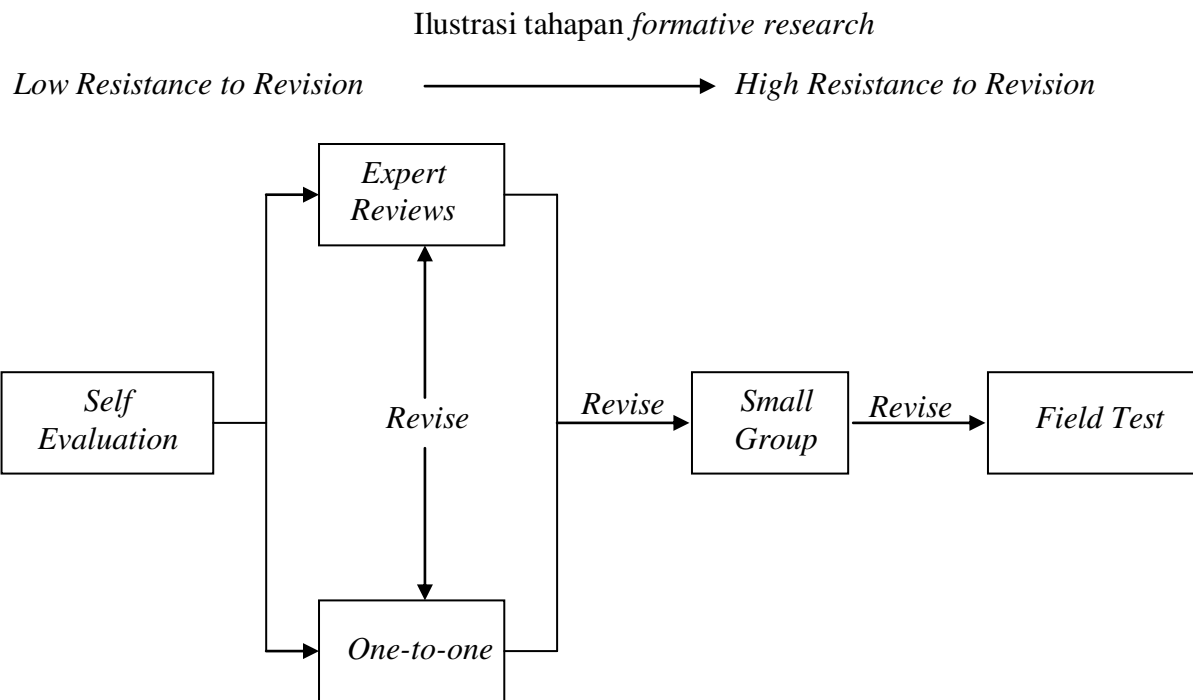 Ilustrasi tahapan formative research
Low Resistance to Revision
High Resistance to Revision
Expert
Reviews
Self
Evaluation
Revise
Revise
Small
Group
Revise
Field Test
One-to-one